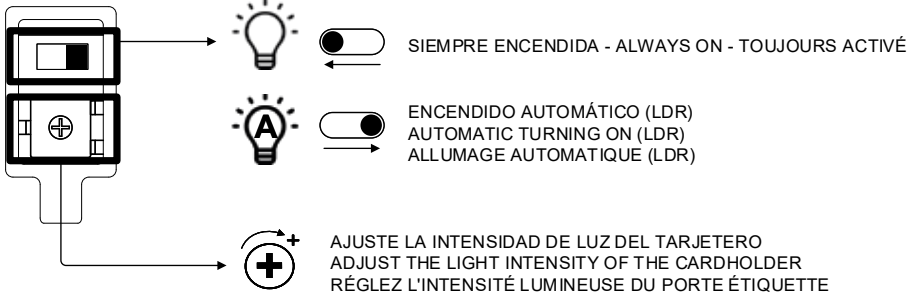 SIEMPRE ENCENDIDA - ALWAYS ON - TOUJOURS ACTIVÉ
A
ENCENDIDO AUTOMÁTICO (LDR)
AUTOMATIC TURNING ON (LDR)
ALLUMAGE AUTOMATIQUE (LDR)
+
AJUSTE LA INTENSIDAD DE LUZ DEL TARJETERO
ADJUST THE LIGHT INTENSITY OF THE CARDHOLDER
RÉGLEZ L'INTENSITÉ LUMINEUSE DU PORTE ÉTIQUETTE